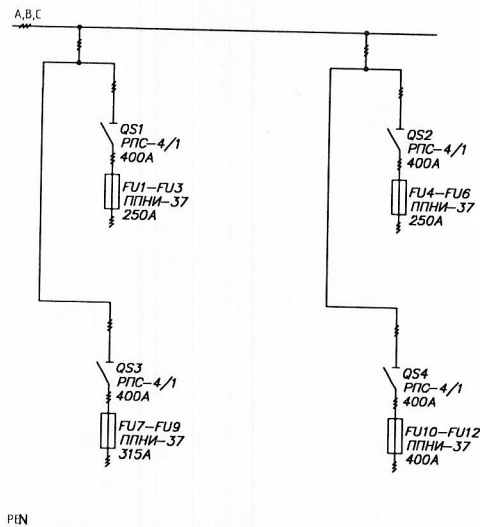 A,B,C
QS1
РПС-4/1
400А
FU1-FU3
ППНИ-37
250А
QS2
РПС-4/1
400А
FU4-FU6
ППНИ-37
250А
QS3
РПС-4/1
400А
FU7-FU9
ППНИ-37
315А
QS4
РПС-4/1
400А
FU10-FU12
ППНИ-37
400А
PEN